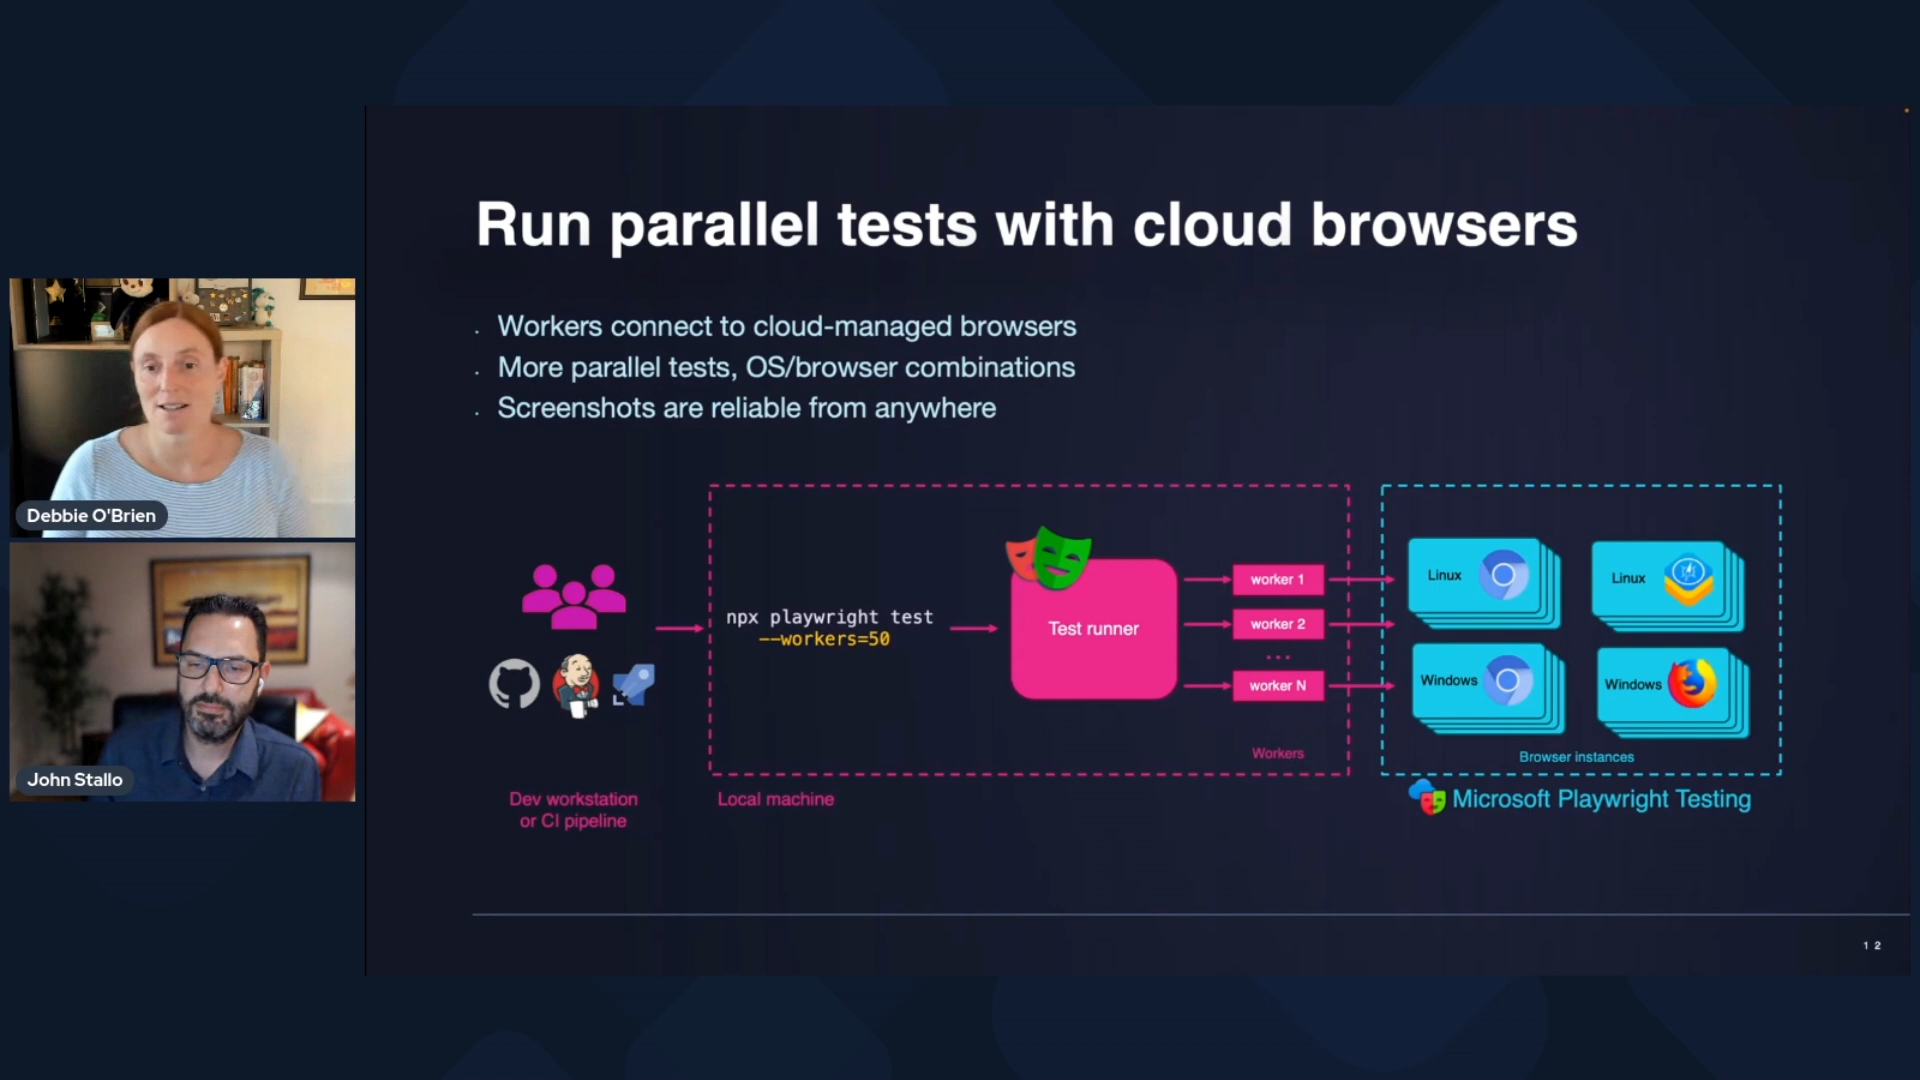 Run parallel tests with cloud browsers
· Workers connect to cloud-managed browsers
· More parallel tests, OS/browser combinations
· Screenshots are reliable from anywhere
Debbie O'Brien
John Stallo
npx playwright test
--workers=50
Test runner
worker 1
worker 2
...
worker N
Workers
Linux
Linux
Windows
Windows
Browser instances
Dev workstation
or CI pipeline
Local machine
Microsoft Playwright Testing
12